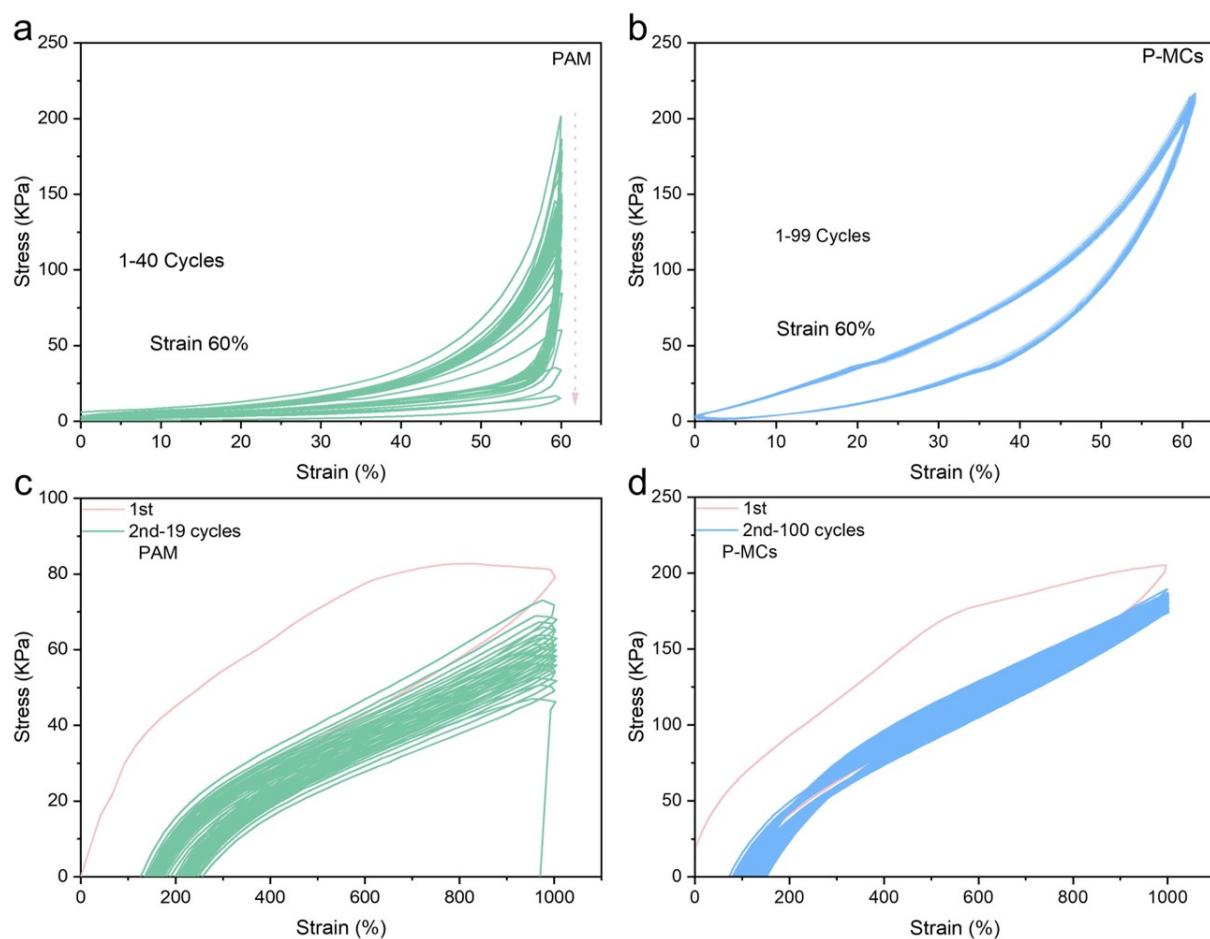 a
250
200
150
100
50
0
Stress (KPa)
PAM
1-40 Cycles
Strain 60%
0 10 20 30 40 50 60
Strain (%)
b
250
200
150
100
50
0
Stress (KPa)
P-MCs
1-99 Cycles
Strain 60%
0 10 20 30 40 50 60
Strain (%)
c
100
80
60
40
20
0
Stress (KPa)
1st
2nd-19 cycles
PAM
0 200 400 600 800 1000
Strain (%)
d
250
200
150
100
50
0
Stress (KPa)
1st
2nd-100 cycles
P-MCs
0 200 400 600 800 1000
Strain (%)